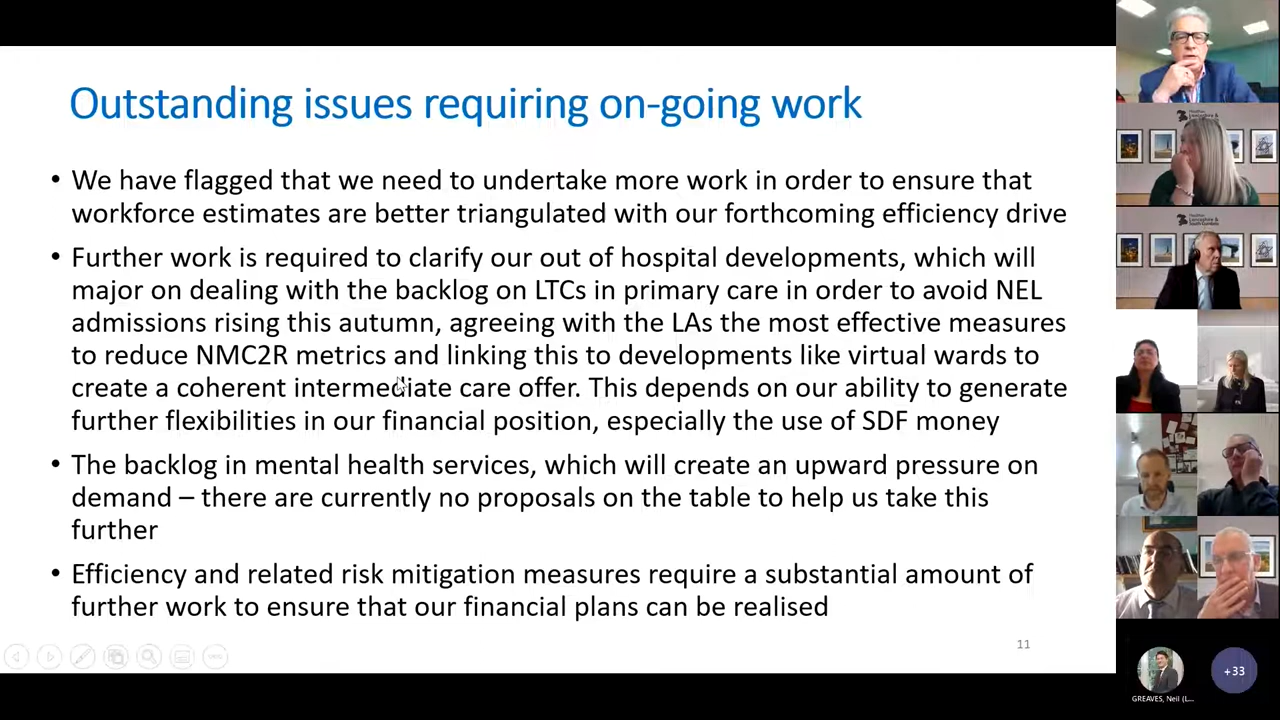 Outstanding issues requiring on-going work
• We have flagged that we need to undertake more work in order to ensure that
workforce estimates are better triangulated with our forthcoming efficiency drive
• Further work is required to clarify our out of hospital developments, which will
major on dealing with the backlog on LTCs in primary care in order to avoid NEL
admissions rising this autumn, agreeing with the LAs the most effective measures
to reduce NMC2R metrics and linking this to developments like virtual wards to
create a coherent intermediate care offer. This depends on our ability to generate
further flexibilities in our financial position, especially the use of SDF money
• The backlog in mental health services, which will create an upward pressure on
demand – there are currently no proposals on the table to help us take this
further
• Efficiency and related risk mitigation measures require a substantial amount of
further work to ensure that our financial plans can be realised
11
Lancashire &
Lancashire &
South Cumbria
+33
GREAVES, Neil (L...